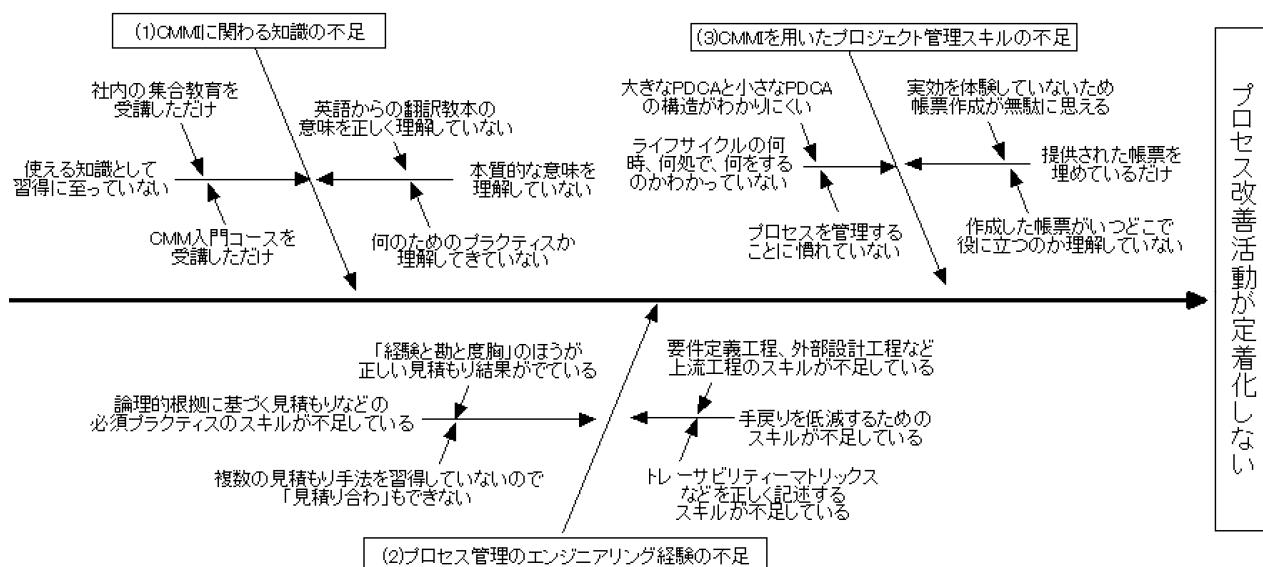 (1)CMMIに関わる知識の不足
社内の集合教育を
受講しただけ
英語からの翻訳教本の
意味を正しく理解していない
使える知識として
習得に至っていない
本質的な意味を
理解していない
CMM入門コースを
受講しただけ
何のためのプラクティスか
理解してきていない
(3)CMMIを用いたプロジェクト管理スキルの不足
大きなPDCAと小さなPDCA
の構造がわかりにくい
実効を体験していないため
帳票作成が無駄に思える
ライフサイクルの何
時、何処で、何をする
のかわかっていない
提供された帳票を
埋めているだけ
プロセスを管理する
ことに慣れていない
作成した帳票がいつどこで
役に立つのか理解していない
プロセス改善活動が定着化しない
「経験と勘と度胸」のほうが
正しい見積もり結果がでている
要件定義工程、外部設計工程など
上流工程のスキルが不足している
論理的根拠に基づく見積もりなどの
必須プラクティスのスキルが不足している
手戻りを低減するための
スキルが不足している
複数の見積もり手法を習得していないので
「見積り合わ」もできない
トレーサビリティーマトリックス
などを正しく記述する
スキルが不足している
(2)プロセス管理のエンジニアリング経験の不足